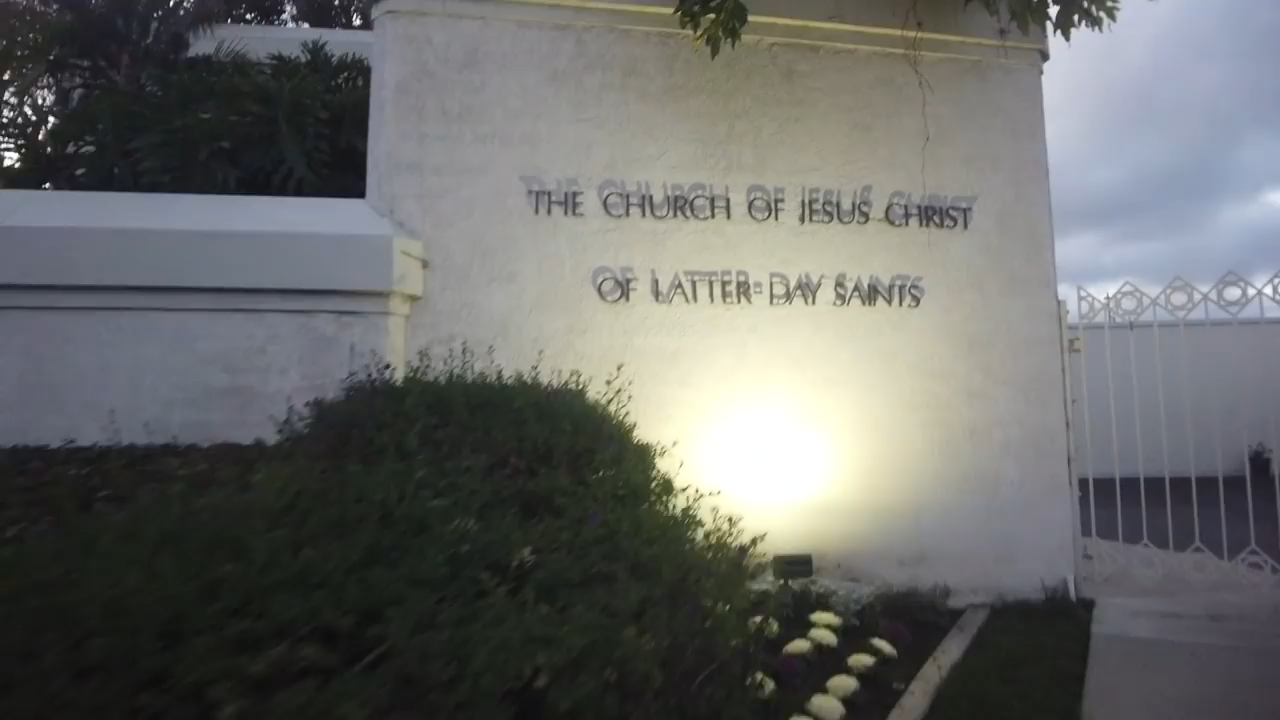 THE CHURCH OF JESUS CHRIST
OF LATTER-DAY SAINTS